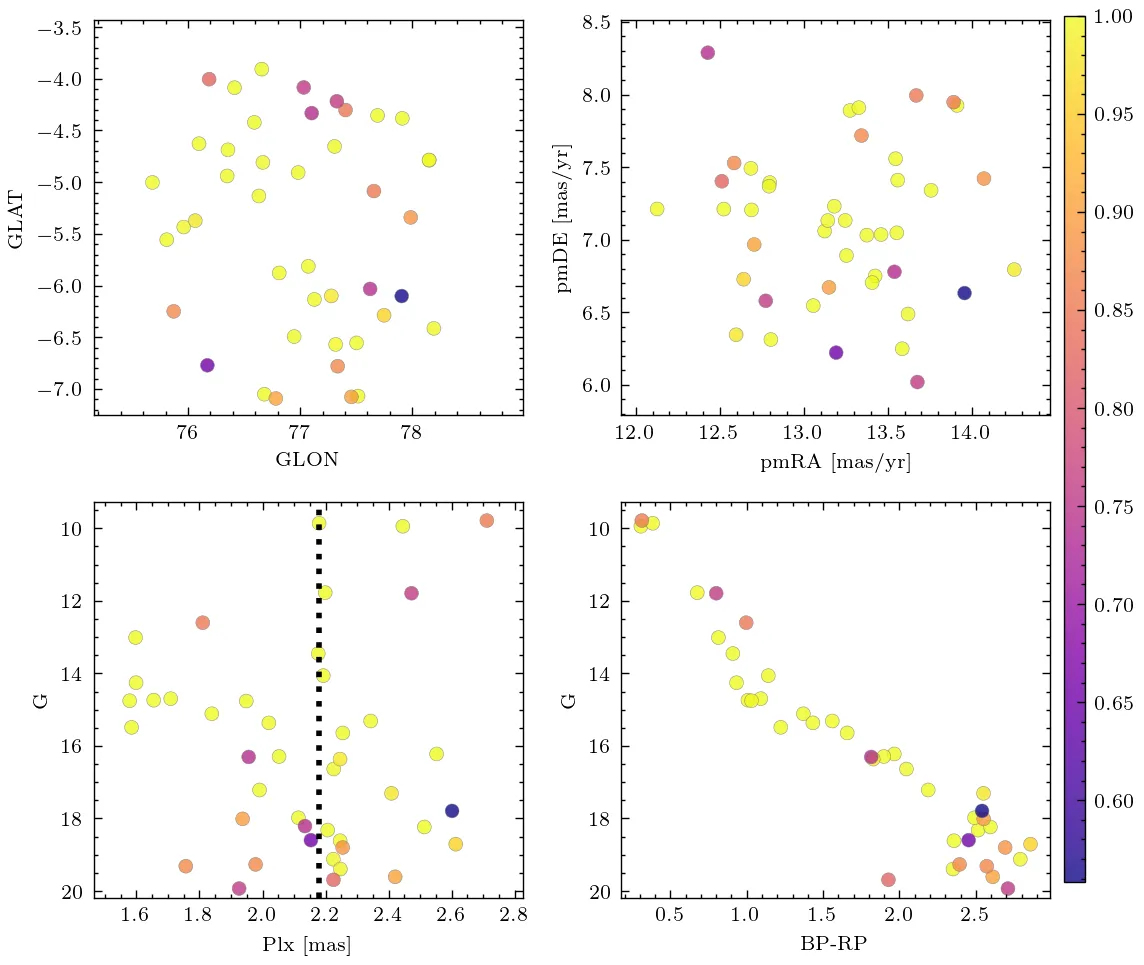 −3.5
−4.0
−4.5
−5.0
−5.5
−6.0
−6.5
−7.0
GLAT
76 77 78
GLON
8.5
8.0
7.5
7.0
6.5
6.0
pmDE [mas/yr]
12.0 12.5 13.0 13.5 14.0
pmRA [mas/yr]
10
12
14
16
18
20
G
1.6 1.8 2.0 2.2 2.4 2.6 2.8
Plx [mas]
10
12
14
16
18
20
G
0.5 1.0 1.5 2.0 2.5
BP-RP
1.00
0.95
0.90
0.85
0.80
0.75
0.70
0.65
0.60